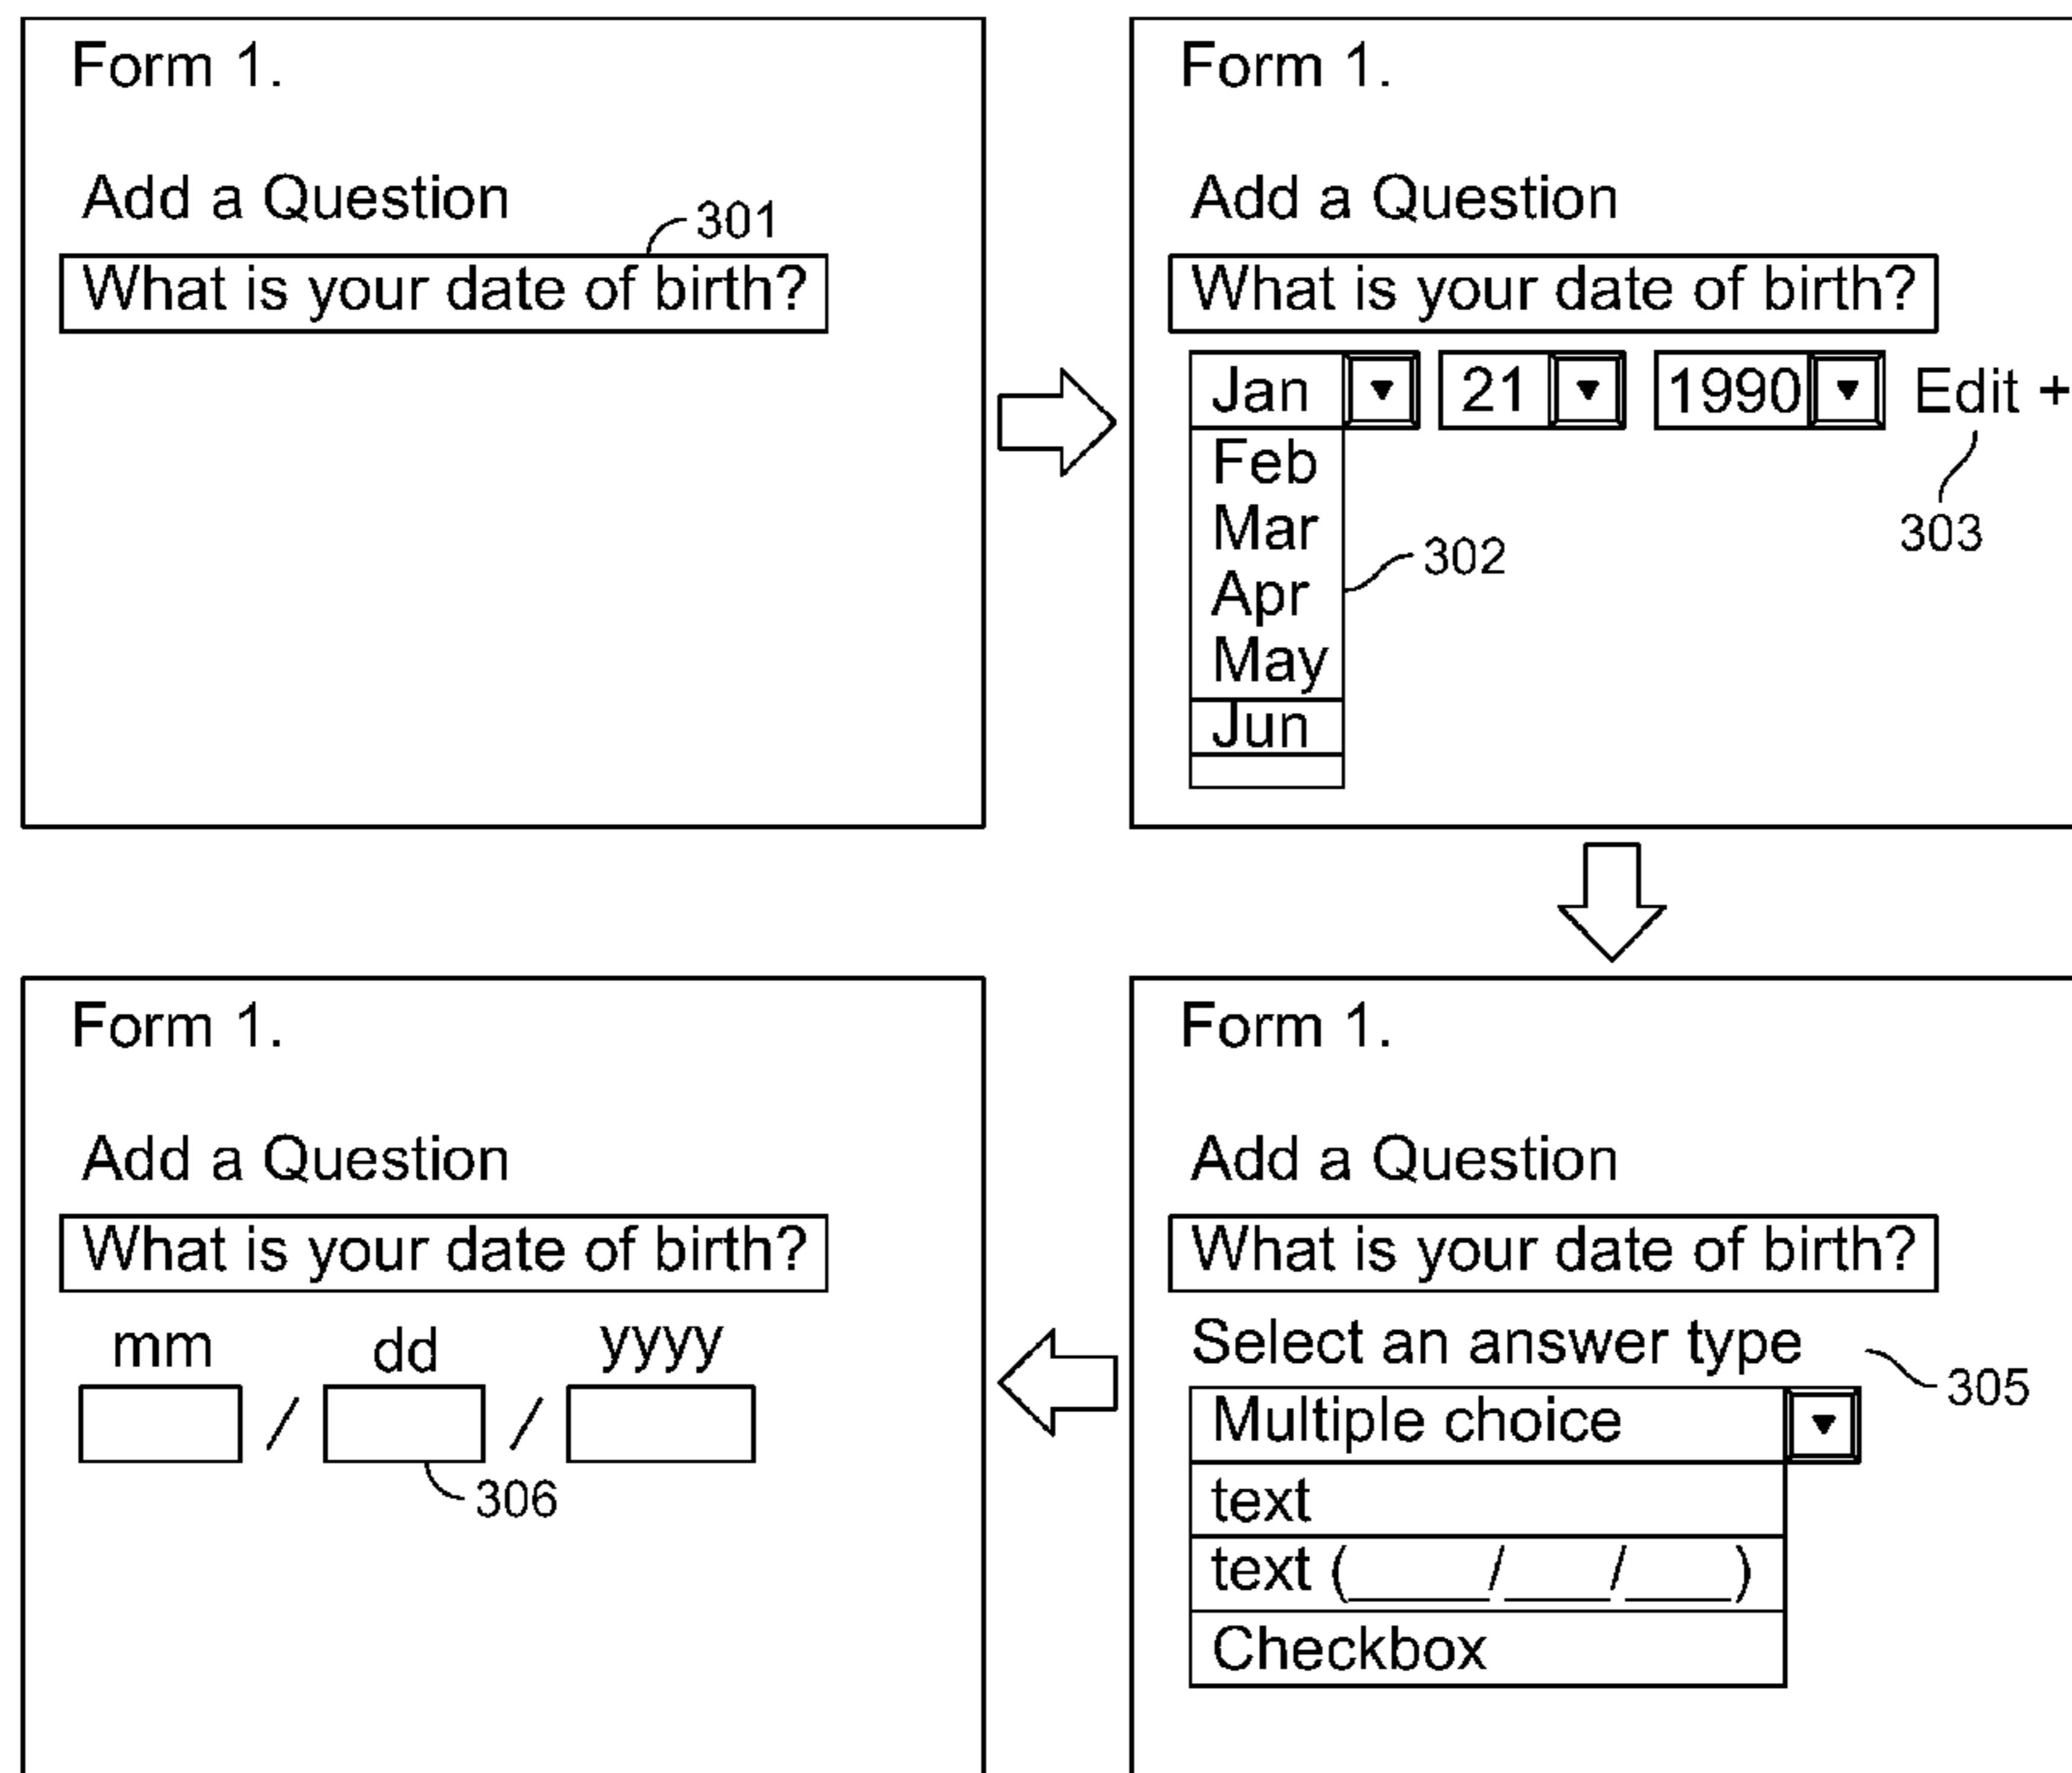 Form 1.
Add a Question
301
What is your date of birth?
Form 1.
Add a Question
What is your date of birth?
Jan 21 1990 Edit +
Feb
Mar
Apr
May
Jun
302
303
Form 1.
Add a Question
What is your date of birth?
Select an answer type
305
Multiple choice
text
text (____/___/___)
Checkbox
Form 1.
Add a Question
What is your date of birth?
mm dd yyyy
/ /
306